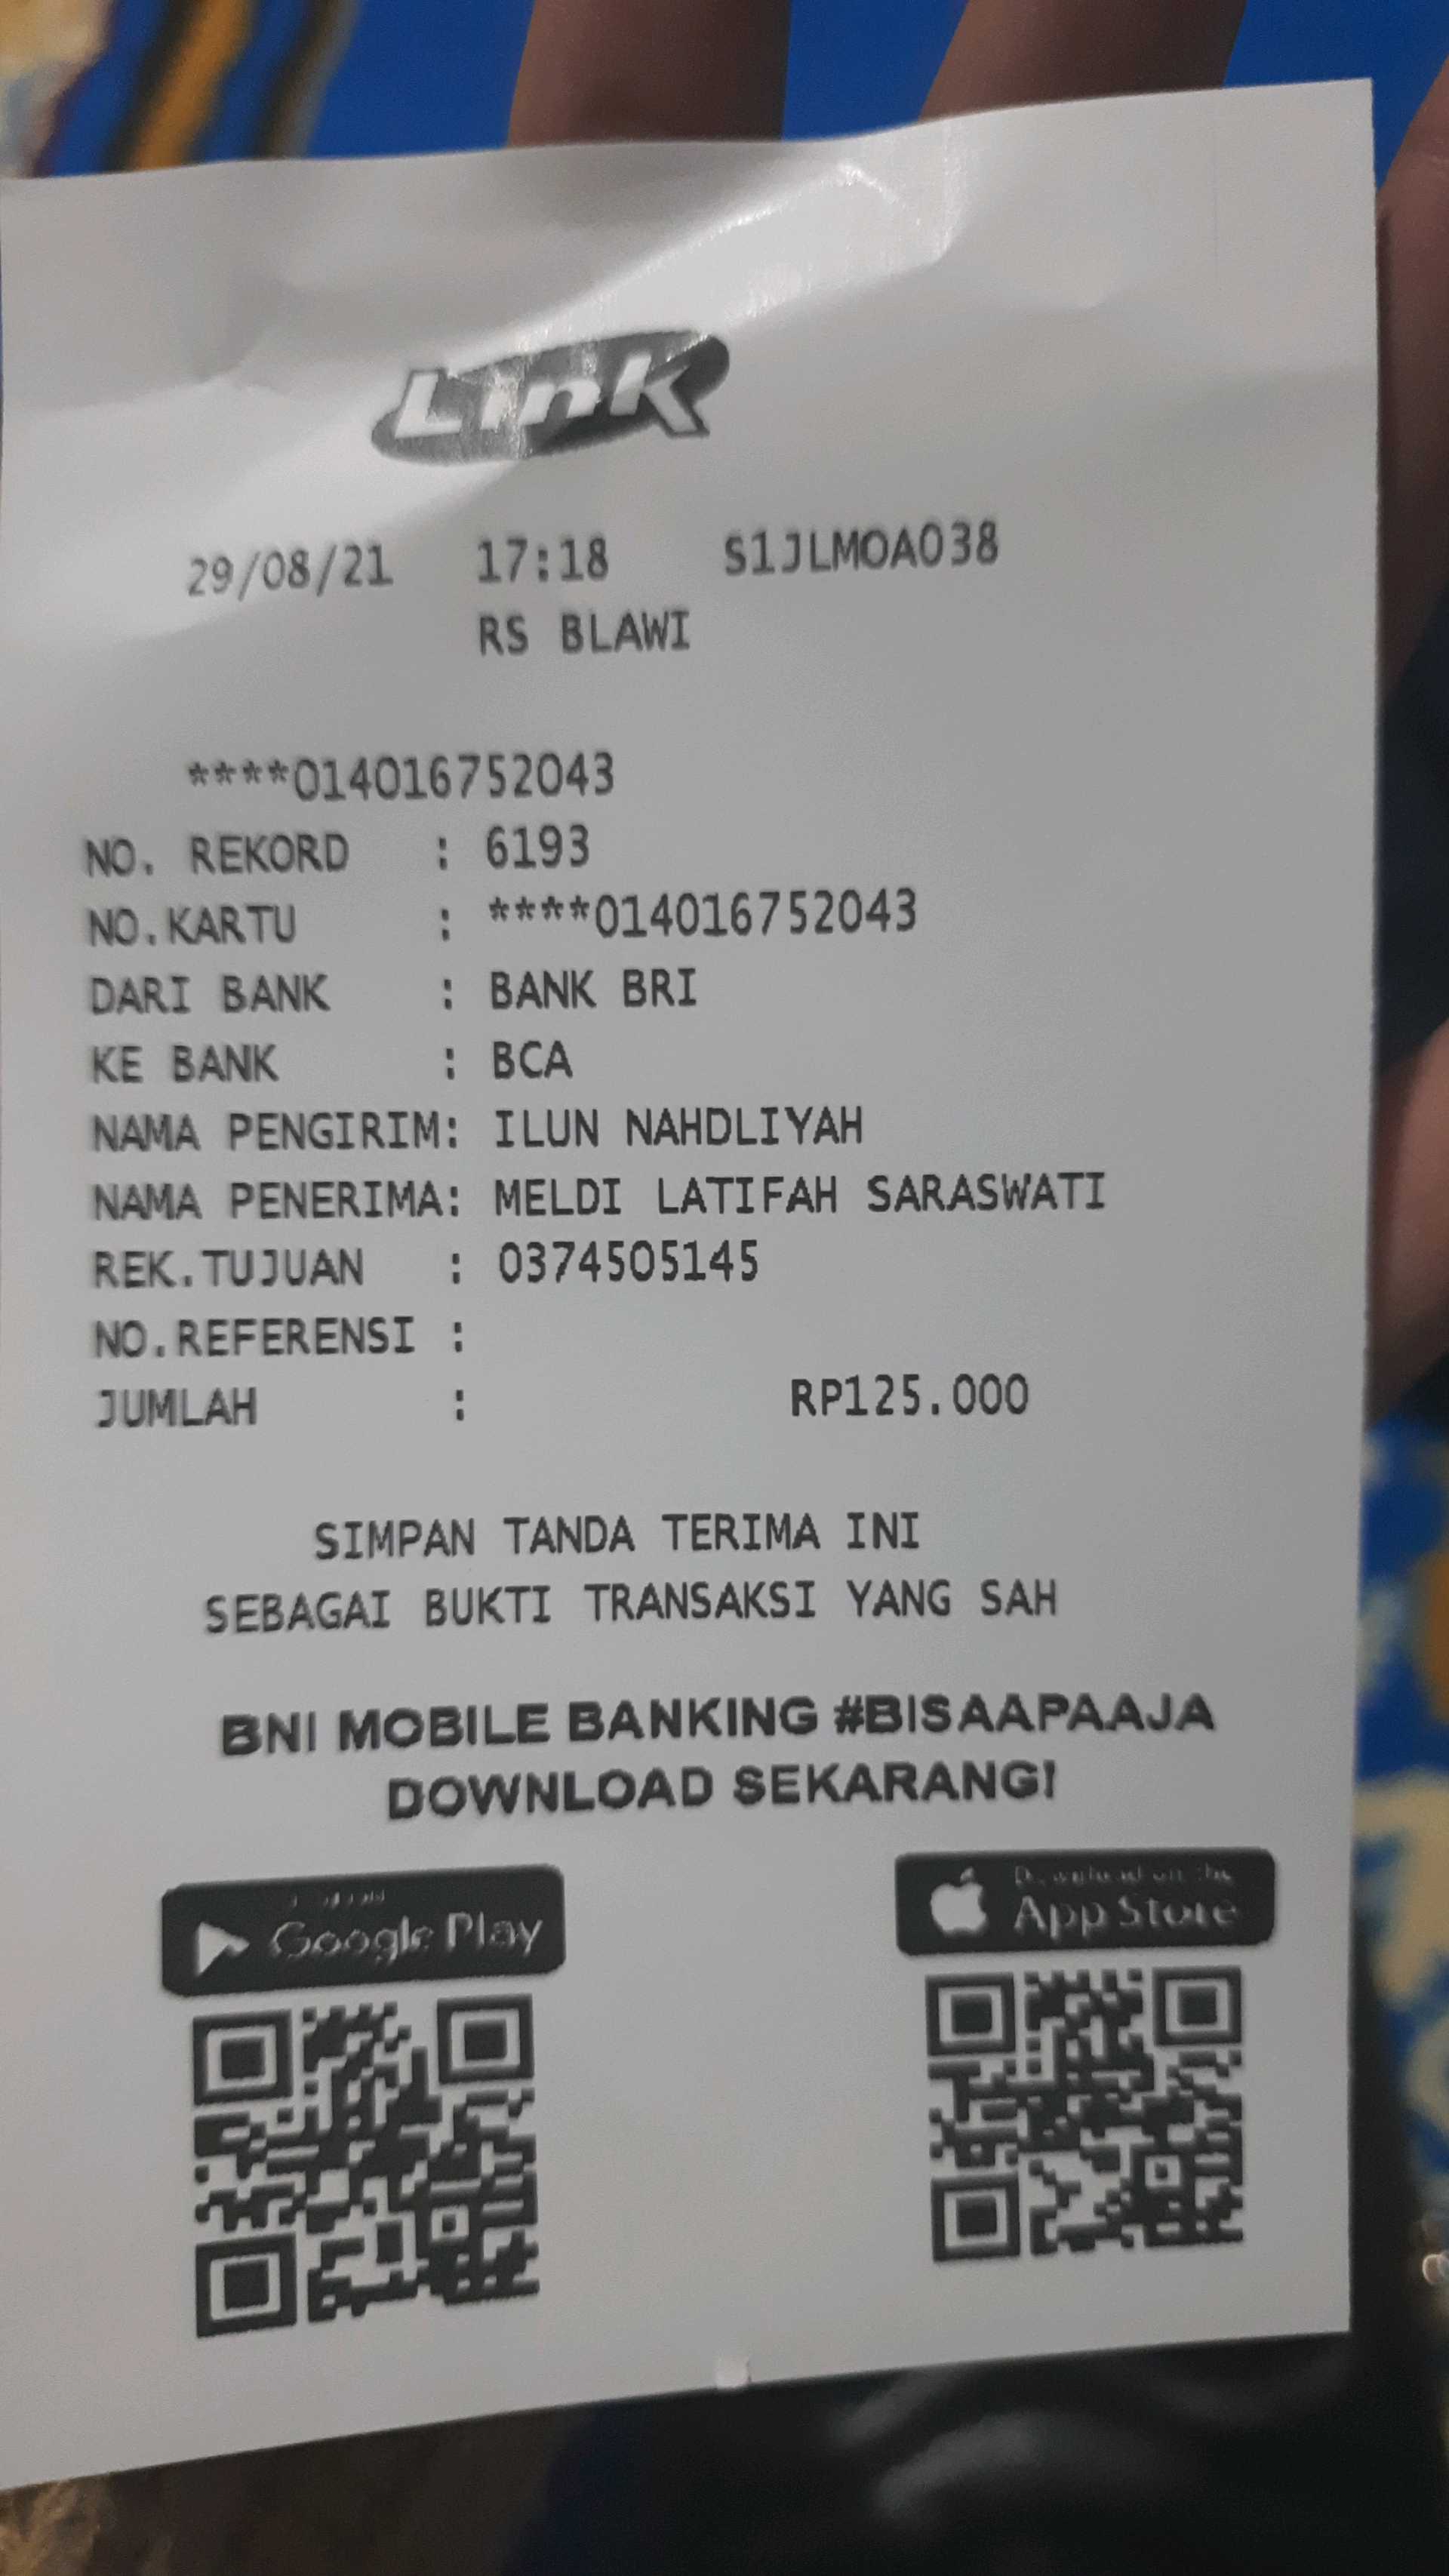 Link
29/08/21 17:18 S1JLMOA038
RS BLAWI
****014016752043
NO. REKORD : 6193
NO.KARTU : ****014016752043
DARI BANK : BANK BRI
KE BANK : BCA
NAMA PENGIRIM: ILUN NAHDLIYAH
NAMA PENERIMA: MELDI LATIFAH SARASWATI
REK.TUJUAN : 0374505145
NO.REFERENSI :
JUMLAH : RP125.000
SIMPAN TANDA TERIMA INI
SEBAGAI BUKTI TRANSAKSI YANG SAH
BNI MOBILE BANKING #BISAAPAAJA
DOWNLOAD SEKARANG!
Google Play
Download on the
App Store